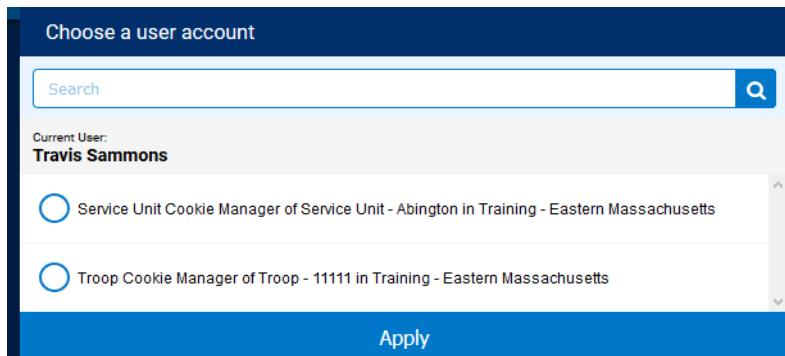 Choose a user account
Search
Current User:
Travis Sammons
Service Unit Cookie Manager of Service Unit - Abington in Training - Eastern Massachusetts
Troop Cookie Manager of Troop - 11111 in Training - Eastern Massachusetts
Apply